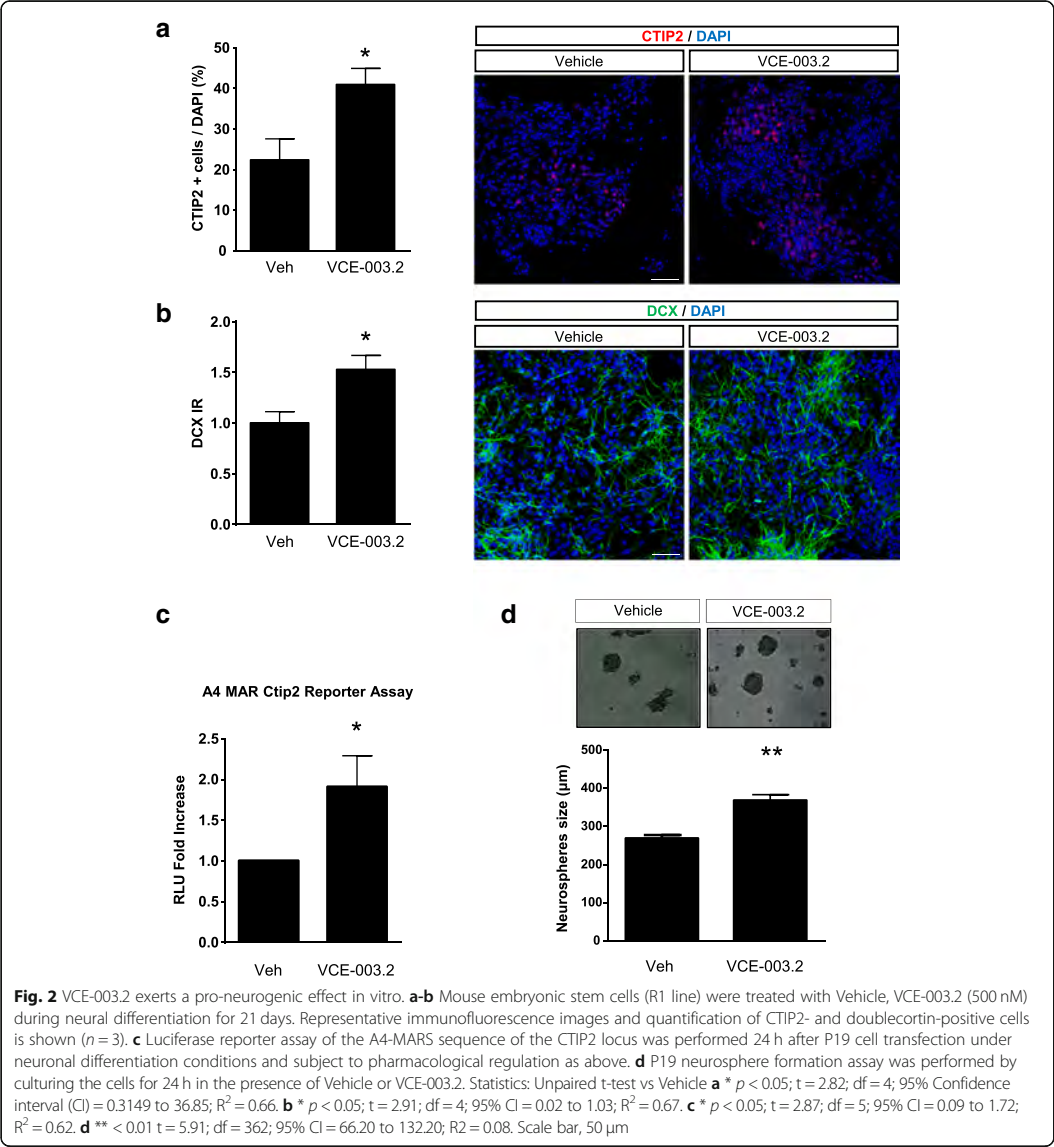 a
CTIP2 + cells / DAPI (%)
50
40
30
20
10
0
*
Veh
VCE-003.2
CTIP2 / DAPI
Vehicle
VCE-003.2
b
DCX IR
2.0
1.5
1.0
0.5
0.0
*
Veh
VCE-003.2
DCX / DAPI
Vehicle
VCE-003.2
c
A4 MAR Ctip2 Reporter Assay
RLU Fold Increase
2.5
2.0
1.5
1.0
0.5
0.0
*
Veh
VCE-003.2
d
Vehicle
VCE-003.2
Neurospheres size (µm)
500
400
300
200
100
0
**
Veh
VCE-003.2
Fig. 2 VCE-003.2 exerts a pro-neurogenic effect in vitro. a-b Mouse embryonic stem cells (R1 line) were treated with Vehicle, VCE-003.2 (500 nM)
during neural differentiation for 21 days. Representative immunofluorescence images and quantification of CTIP2- and doublecortin-positive cells
is shown (n = 3). c Luciferase reporter assay of the A4-MARS sequence of the CTIP2 locus was performed 24 h after P19 cell transfection under
neuronal differentiation conditions and subject to pharmacological regulation as above. d P19 neurosphere formation assay was performed by
culturing the cells for 24 h in the presence of Vehicle or VCE-003.2. Statistics: Unpaired t-test vs Vehicle a * p < 0.05; t = 2.82; df = 4; 95% Confidence
interval (CI) = 0.3149 to 36.85; R² = 0.66. b * p < 0.05; t = 2.91; df = 4; 95% CI = 0.02 to 1.03; R² = 0.67. c * p < 0.05; t = 2.87; df = 5; 95% CI = 0.09 to 1.72;
R² = 0.62. d ** < 0.01 t = 5.91; df = 362; 95% CI = 66.20 to 132.20; R2 = 0.08. Scale bar, 50 µm